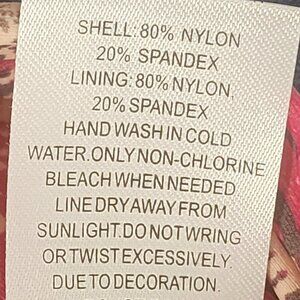 SHELL: 80% NYLON
20% SPANDEX
LINING: 80% NYLON
20% SPANDEX
HAND WASH IN COLD
WATER.ONLY NON-CHLORINE
BLEACH WHEN NEEDED
LINE DRY AWAY FROM
SUNLIGHT.DO NOT WRING
OR TWIST EXCESSIVELY.
DUE TO DECORATION.